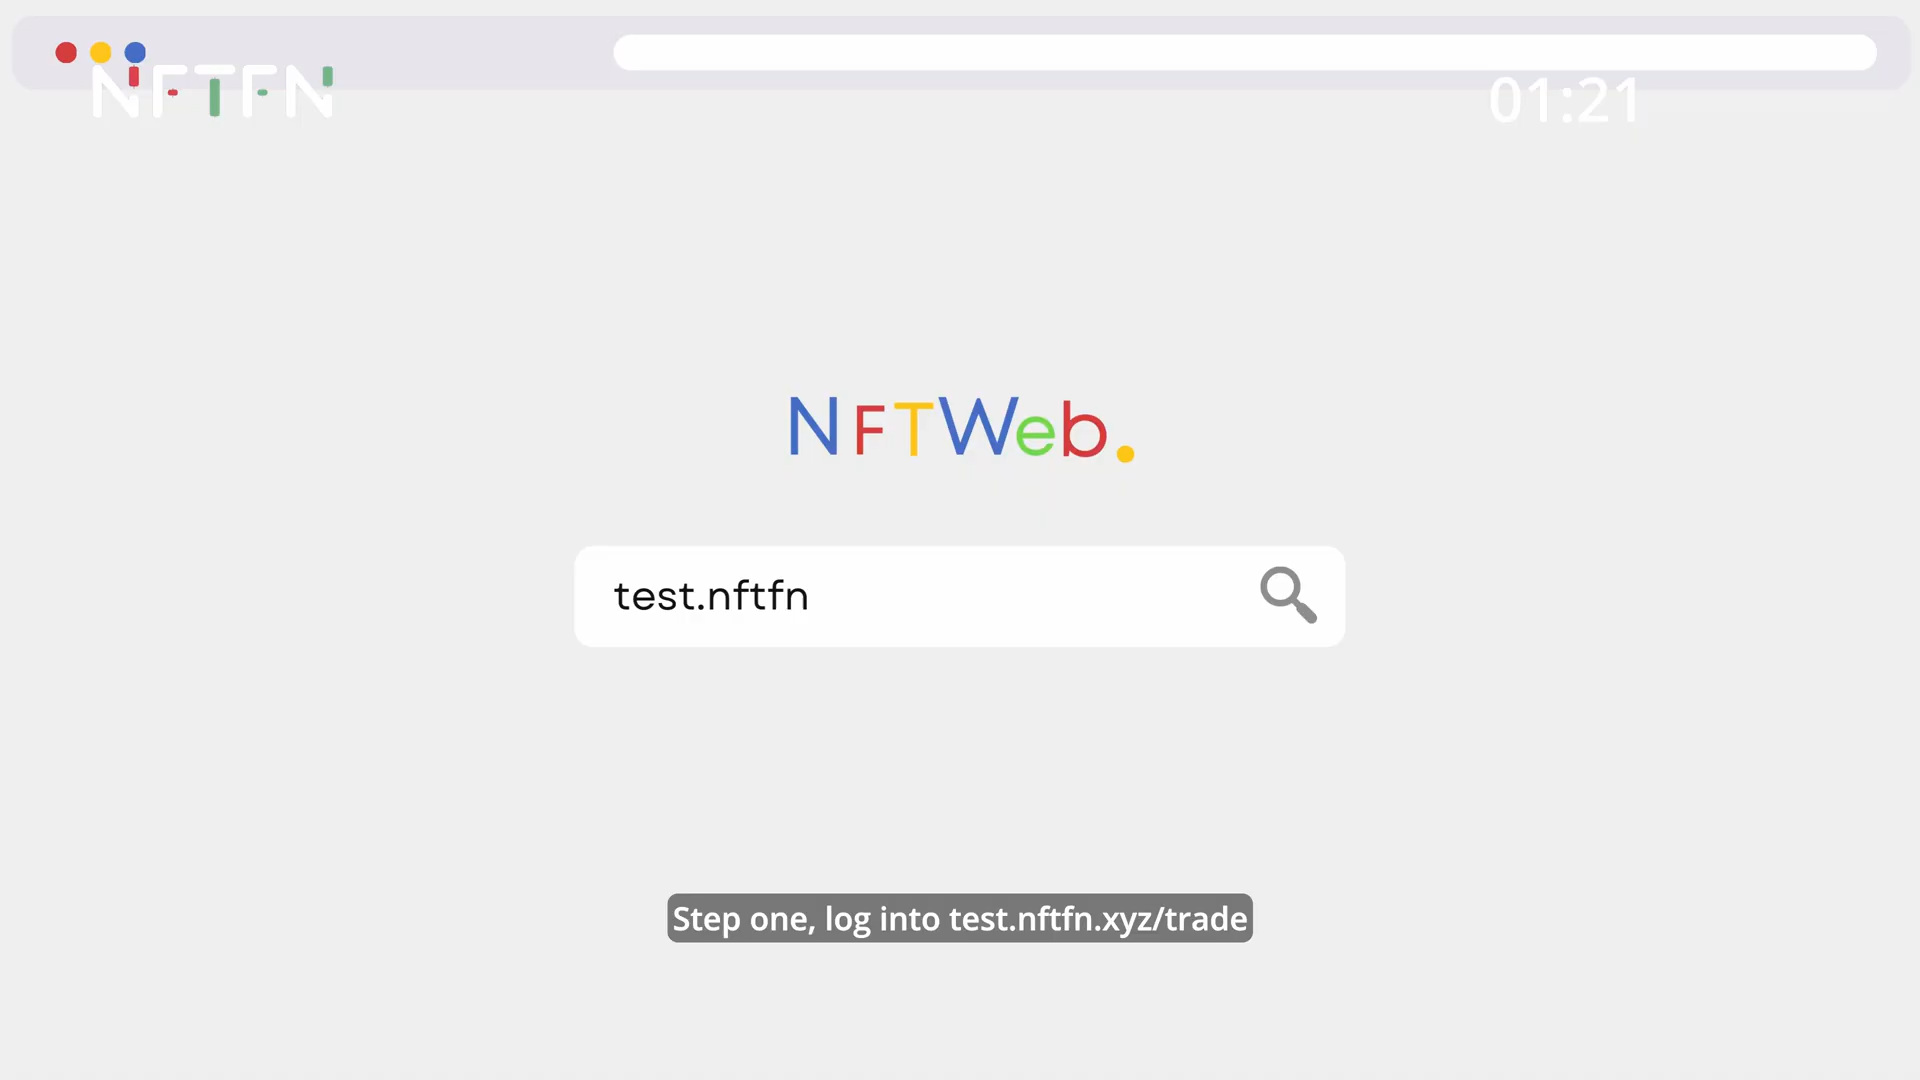 NFTFN
01:21
NFTWeb.
test.nftfn
Step one, log into test.nftfn.xyz/trade